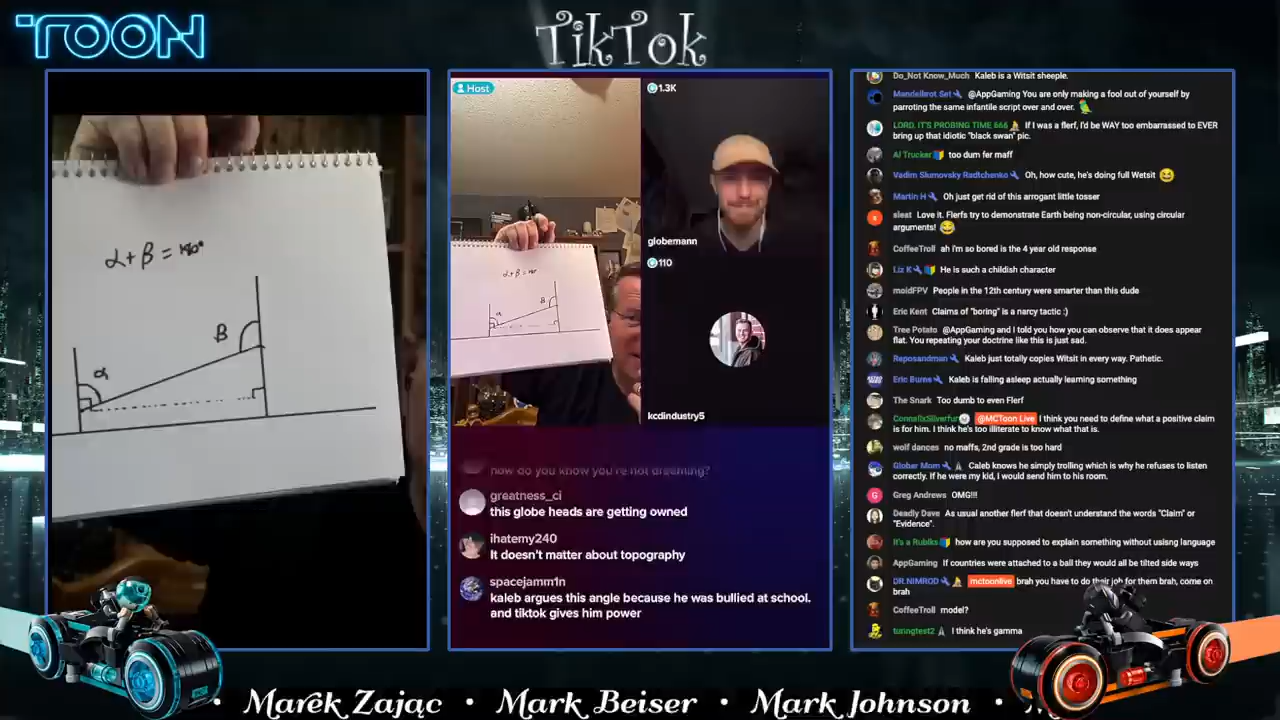 TOON
TikTok
α+β = 180°
α
β
Host
α+β = 180°
α
β
1.3K
globemann
110
kcdindustry5
how do you know you're not dreaming?
greatness_ci
this globe heads are getting owned
ihatemy240
It doesn't matter about topography
spacejamm1n
kaleb argues this angle because he was bullied at school.
and tiktok gives him power
Do_Not_Know_Much Kaleb is a Witsit sheeple.
Mandelbrot Set @AppGaming You are only making a fool out of yourself by
parroting the same infantile script over and over.
LORD. IT'S PROBING TIME 666 If I was a flerf, I'd be WAY too embarrassed to EVER
bring up that idiotic "black swan" pic.
Al Trucker too dum fer maff
Vadim Slumovsky Radtchenko Oh, how cute, he's doing full Wetsit
Martin H Oh just get rid of this arrogant little tosser
sleat Love it. Flerfs try to demonstrate Earth being non-circular, using circular
arguments!
CoffeeTroll ah i'm so bored is the 4 year old response
Liz K He is such a childish character
moidFPV People in the 12th century were smarter than this dude
Eric Kent Claims of "boring" is a narcy tactic :)
Tree Potato @AppGaming and I told you how you can observe that it does appear
flat. You repeating your doctrine like this is just sad.
Reposandman Kaleb just totally copies Witsit in every way. Pathetic.
Eric Burns Kaleb is falling asleep actually learning something
The Snark Too dumb to even Flerf
ConnallxSilverfur @MCToon Live I think you need to define what a positive claim
is for him. I think he's too illiterate to know what that is.
wolf dances no maffs, 2nd grade is too hard
Glober Mom Caleb knows he simply trolling which is why he refuses to listen
correctly. If he were my kid, I would send him to his room.
G
Greg Andrews OMG!!!
Deadly Dave As usual another flerf that doesn't understand the words "Claim" or
"Evidence".
It's a Rubiks how are you supposed to explain something without usisng language
AppGaming If countries were attached to a ball they would all be tilted side ways
DR.NIMROD mctoonlive brah you have to do their job for them brah, come on
brah
CoffeeTroll model?
turingtest2 I think he's gamma
• Marek Zając • Mark Beiser • Mark Johnson •